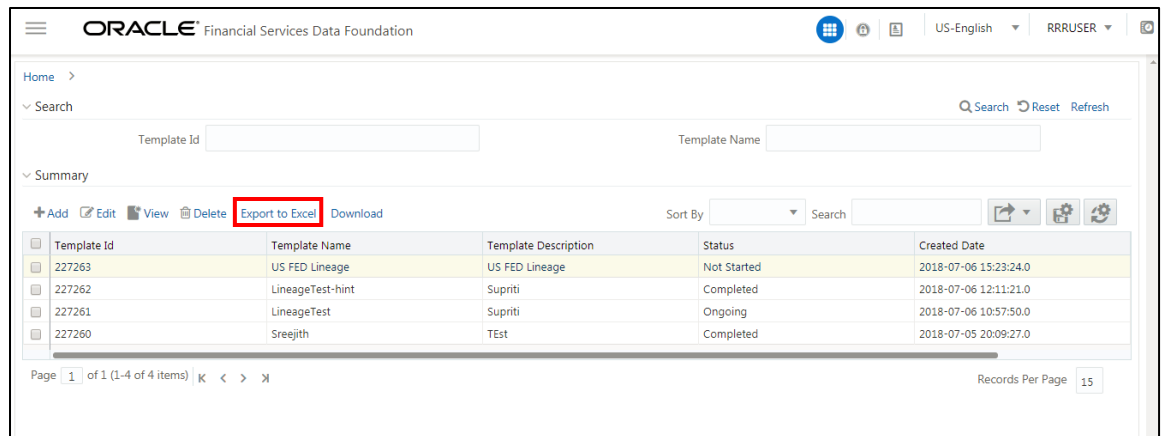 ORACLE® Financial Services Data Foundation US-English RRRUSER
Home >
Search Search Reset Refresh
Template Id Template Name
Summary
Add Edit View Delete Export to Excel Download Sort By Search
Template Id Template Name Template Description Status Created Date
227263 US FED Lineage US FED Lineage Not Started 2018-07-06 15:23:24.0
227262 LineageTest-hint Supriti Completed 2018-07-06 12:11:21.0
227261 LineageTest Supriti Ongoing 2018-07-06 10:57:50.0
227260 Sreejith TEst Completed 2018-07-05 20:09:27.0
Page 1 of 1 (1-4 of 4 items) Records Per Page 15